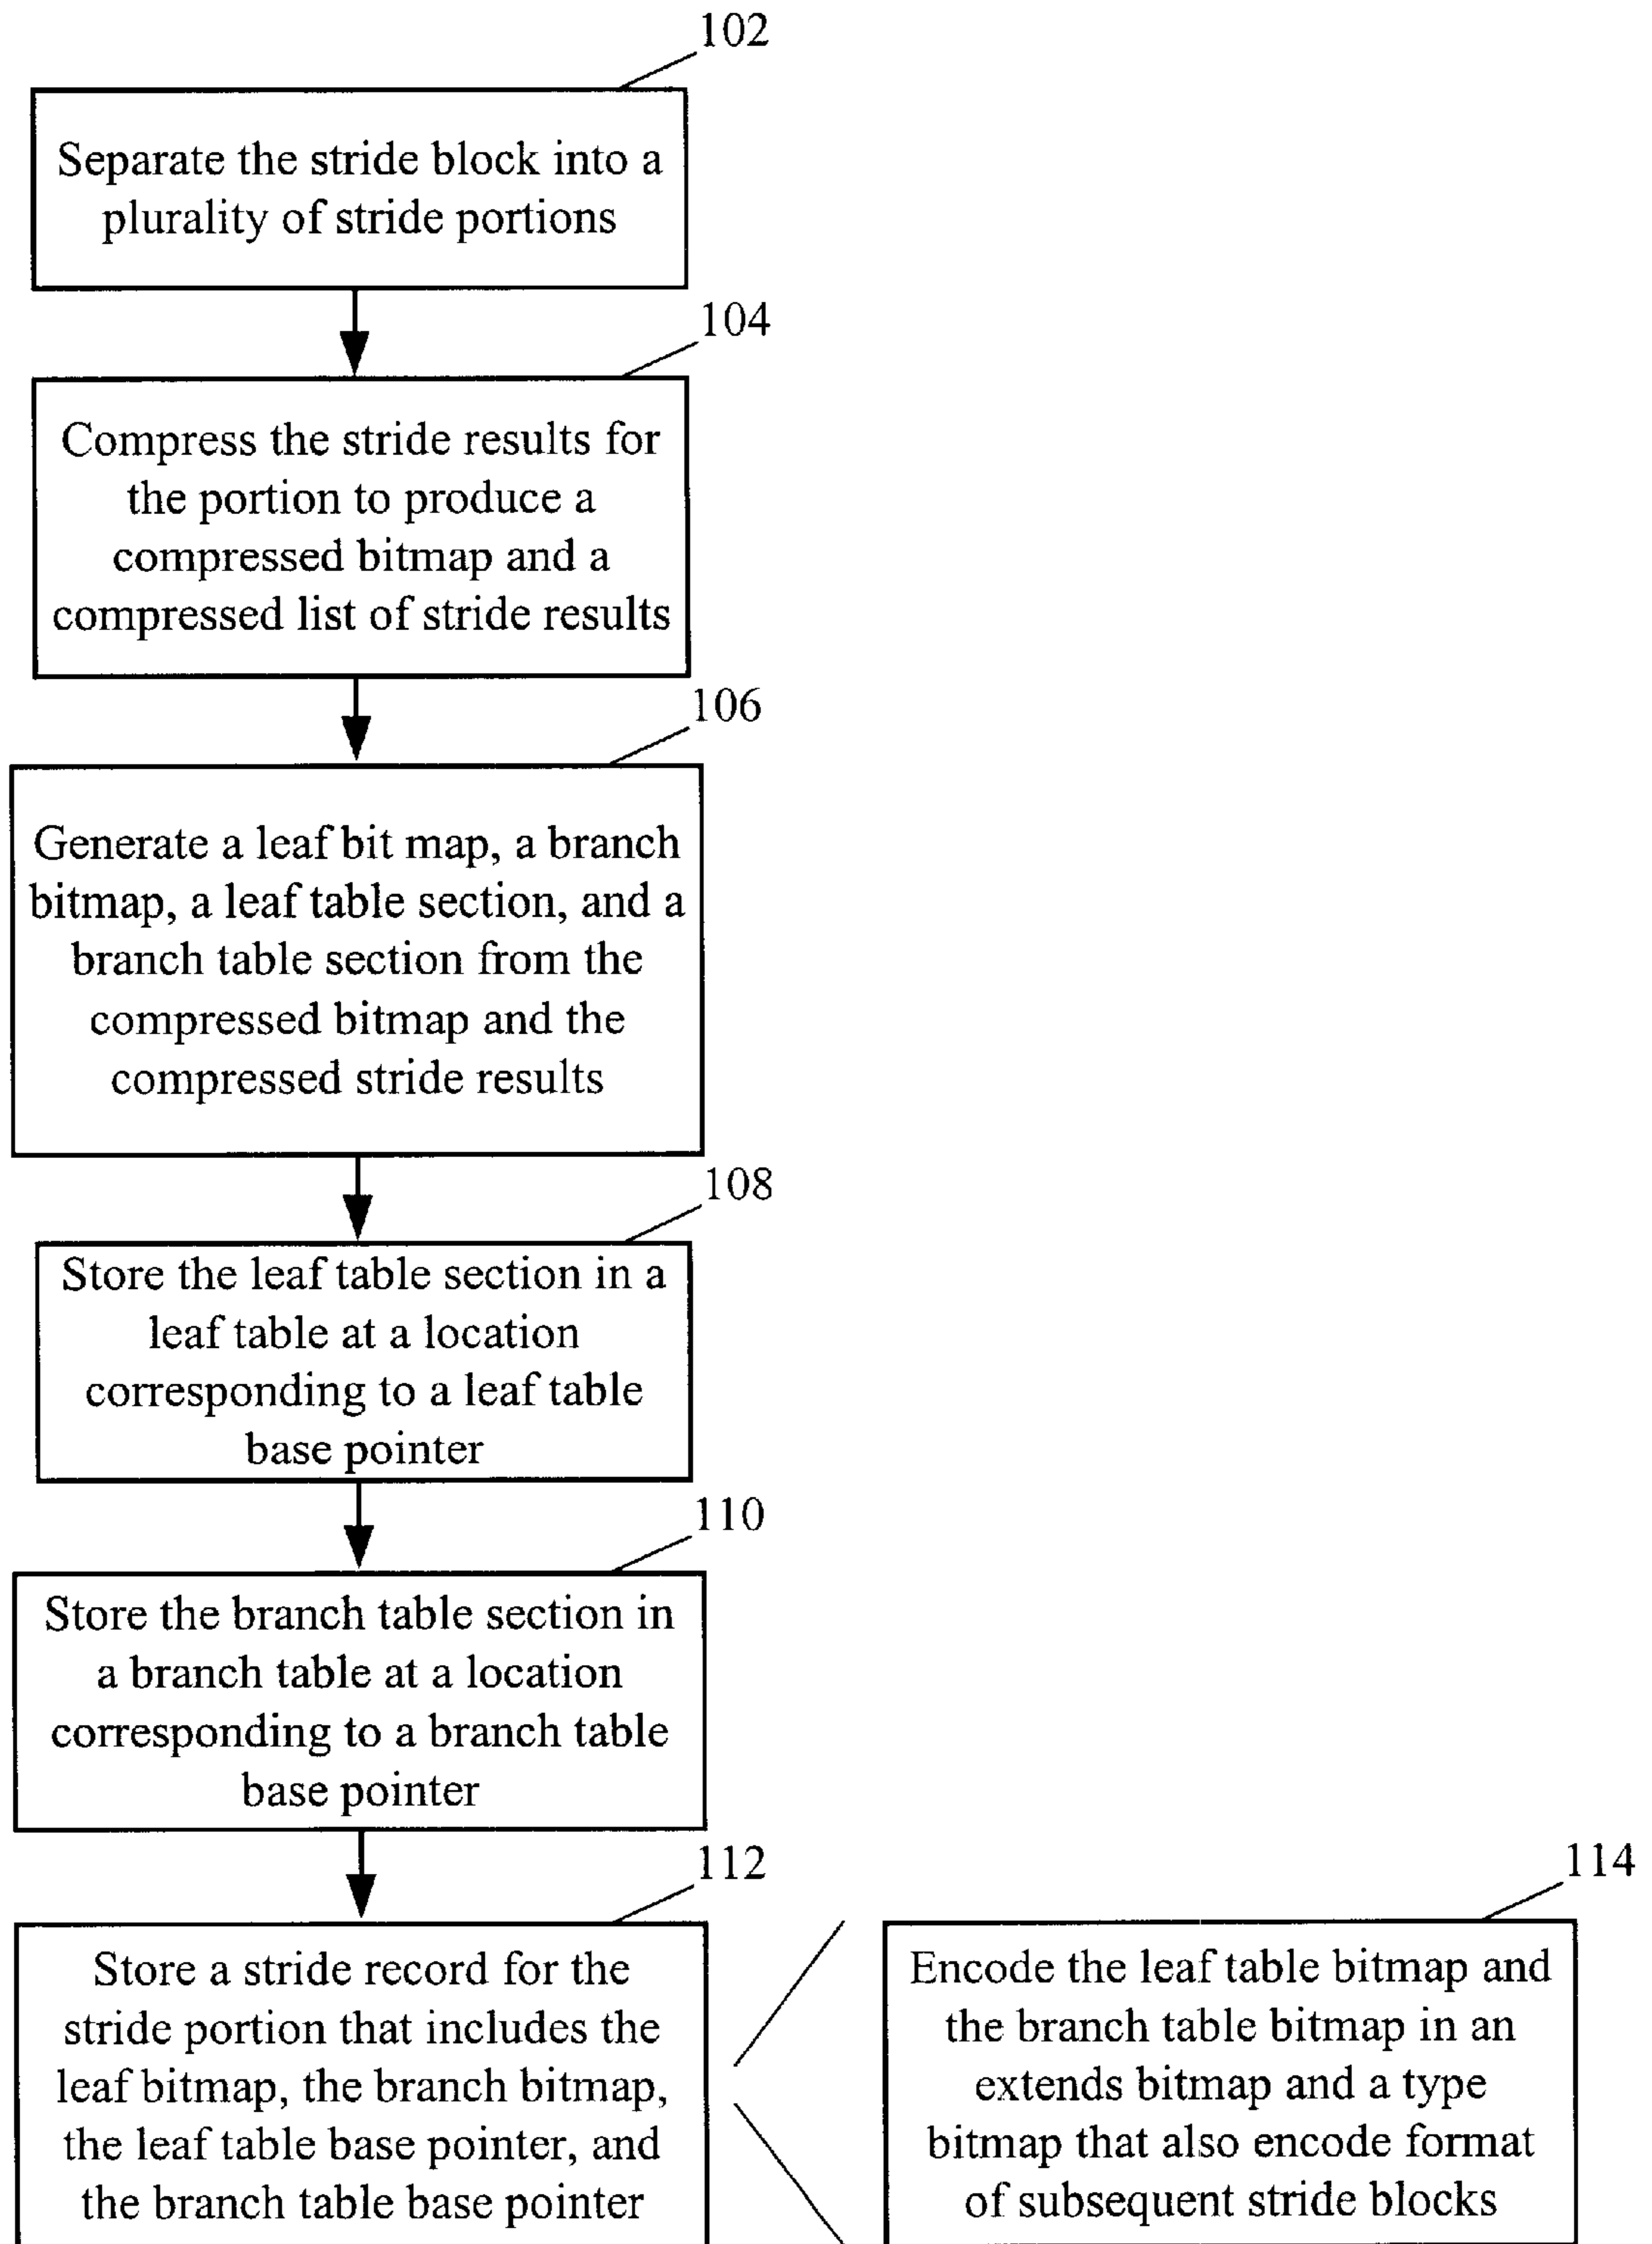 102
Separate the stride block into a
plurality of stride portions
104
Compress the stride results for
the portion to produce a
compressed bitmap and a
compressed list of stride results
106
Generate a leaf bit map, a branch
bitmap, a leaf table section, and a
branch table section from the
compressed bitmap and the
compressed stride results
108
Store the leaf table section in a
leaf table at a location
corresponding to a leaf table
base pointer
110
Store the branch table section in
a branch table at a location
corresponding to a branch table
base pointer
112
Store a stride record for the
stride portion that includes the
leaf bitmap, the branch bitmap,
the leaf table base pointer, and
the branch table base pointer
114
Encode the leaf table bitmap and
the branch table bitmap in an
extends bitmap and a type
bitmap that also encode format
of subsequent stride blocks